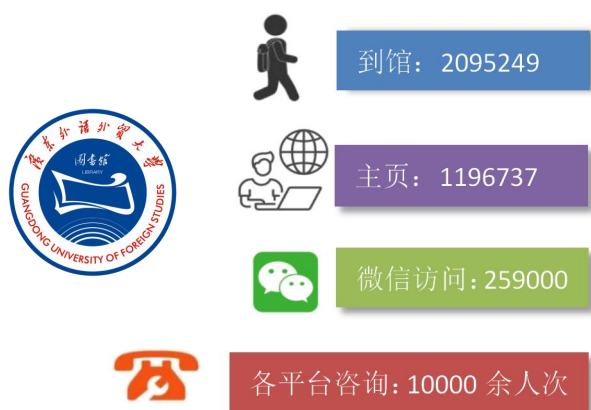 到馆：2095249
广东外语外贸大学
图书馆
LIBRARY
GUANGDONG UNIVERSITY OF FOREIGN STUDIES
主页：1196737
微信访问：259000
各平台咨询：10000 余人次